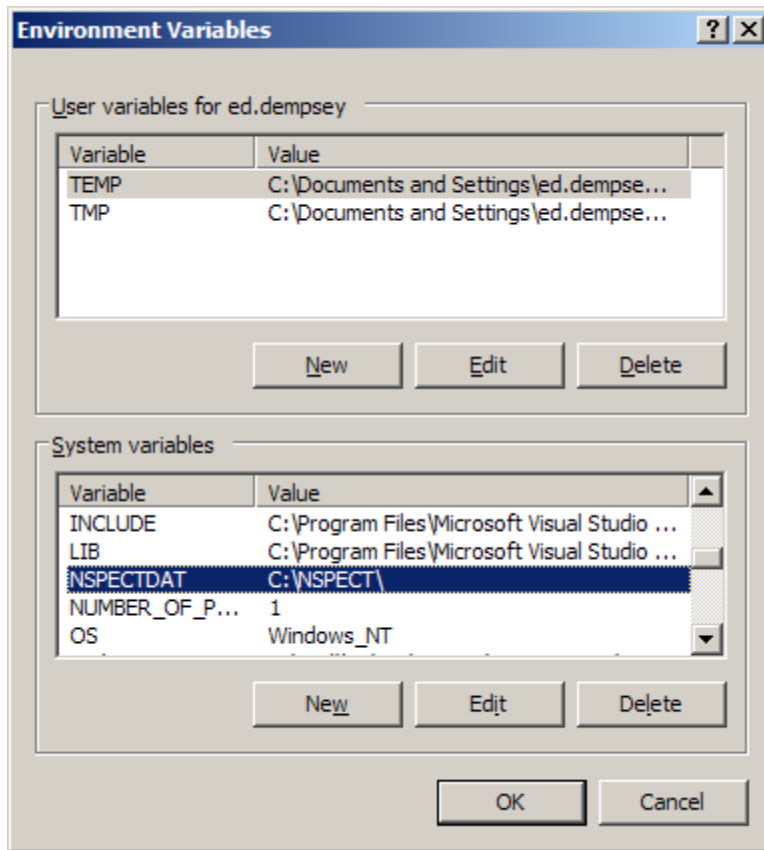 Environment Variables
User variables for ed.dempsey
Variable Value
TEMP C:\Documents and Settings\ed.dempse...
TMP C:\Documents and Settings\ed.dempse...
New Edit Delete
System variables
Variable Value
INCLUDE C:\Program Files\Microsoft Visual Studio ...
LIB C:\Program Files\Microsoft Visual Studio ...
NSPECTDAT C:\NSPECT\
NUMBER_OF_P... 1
OS Windows_NT
New Edit Delete
OK Cancel